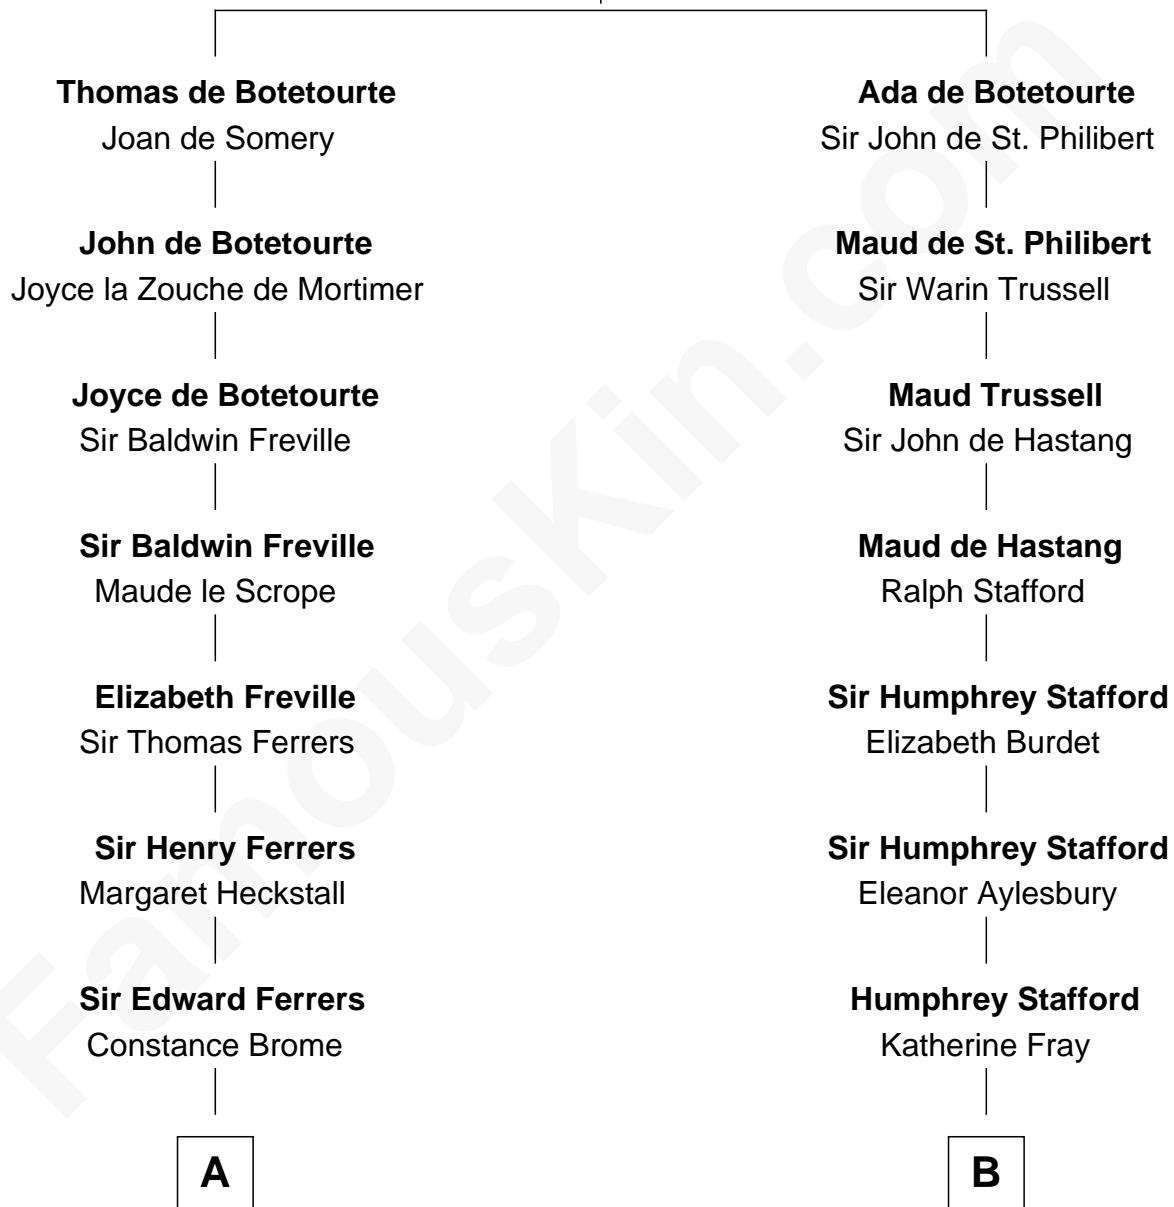 Thomas de Botetourte
Joan de Somery
John de Botetourte
Joyce la Zouche de Mortimer
Joyce de Botetourte
Sir Baldwin Freville
Sir Baldwin Freville
Maude le Scrope
Elizabeth Freville
Sir Thomas Ferrers
Sir Henry Ferrers
Margaret Heckstall
Sir Edward Ferrers
Constance Brome
A
Ada de Botetourte
Sir John de St. Philibert
Maud de St. Philibert
Sir Warin Trussell
Maud Trussell
Sir John de Hastang
Maud de Hastang
Ralph Stafford
Sir Humphrey Stafford
Elizabeth Burdet
Sir Humphrey Stafford
Eleanor Aylesbury
Humphrey Stafford
Katherine Fray
B
FamousKin.com